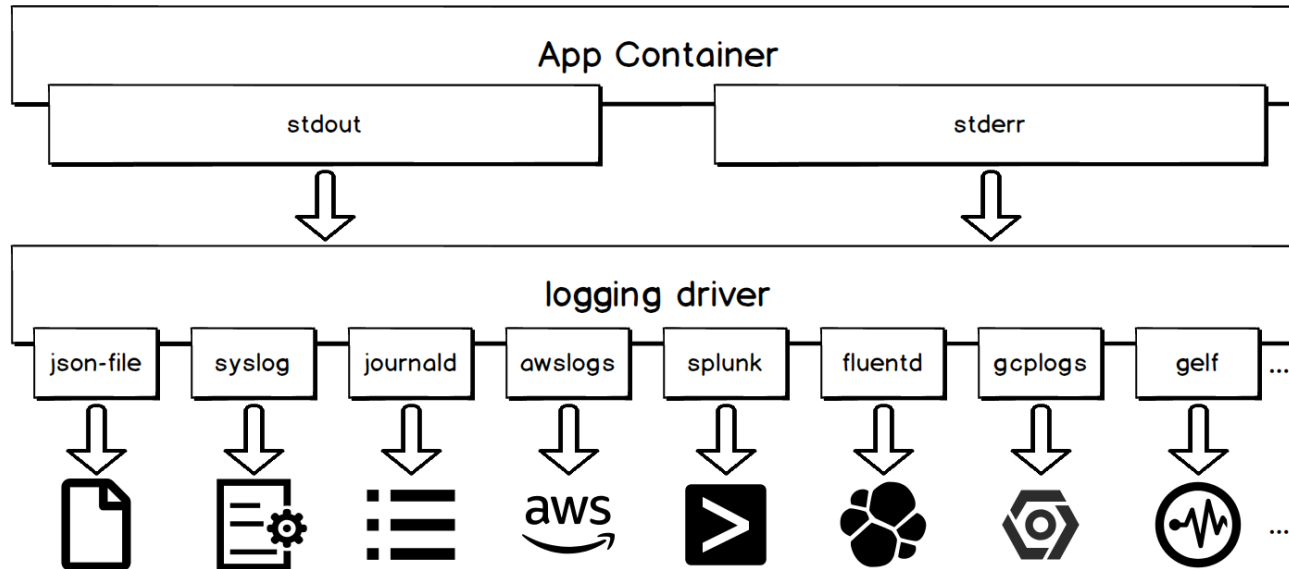 App Container
stdout
stderr
logging driver
json-file
syslog
journald
awslogs
splunk
fluentd
gcplogs
gelf
...
aws
...